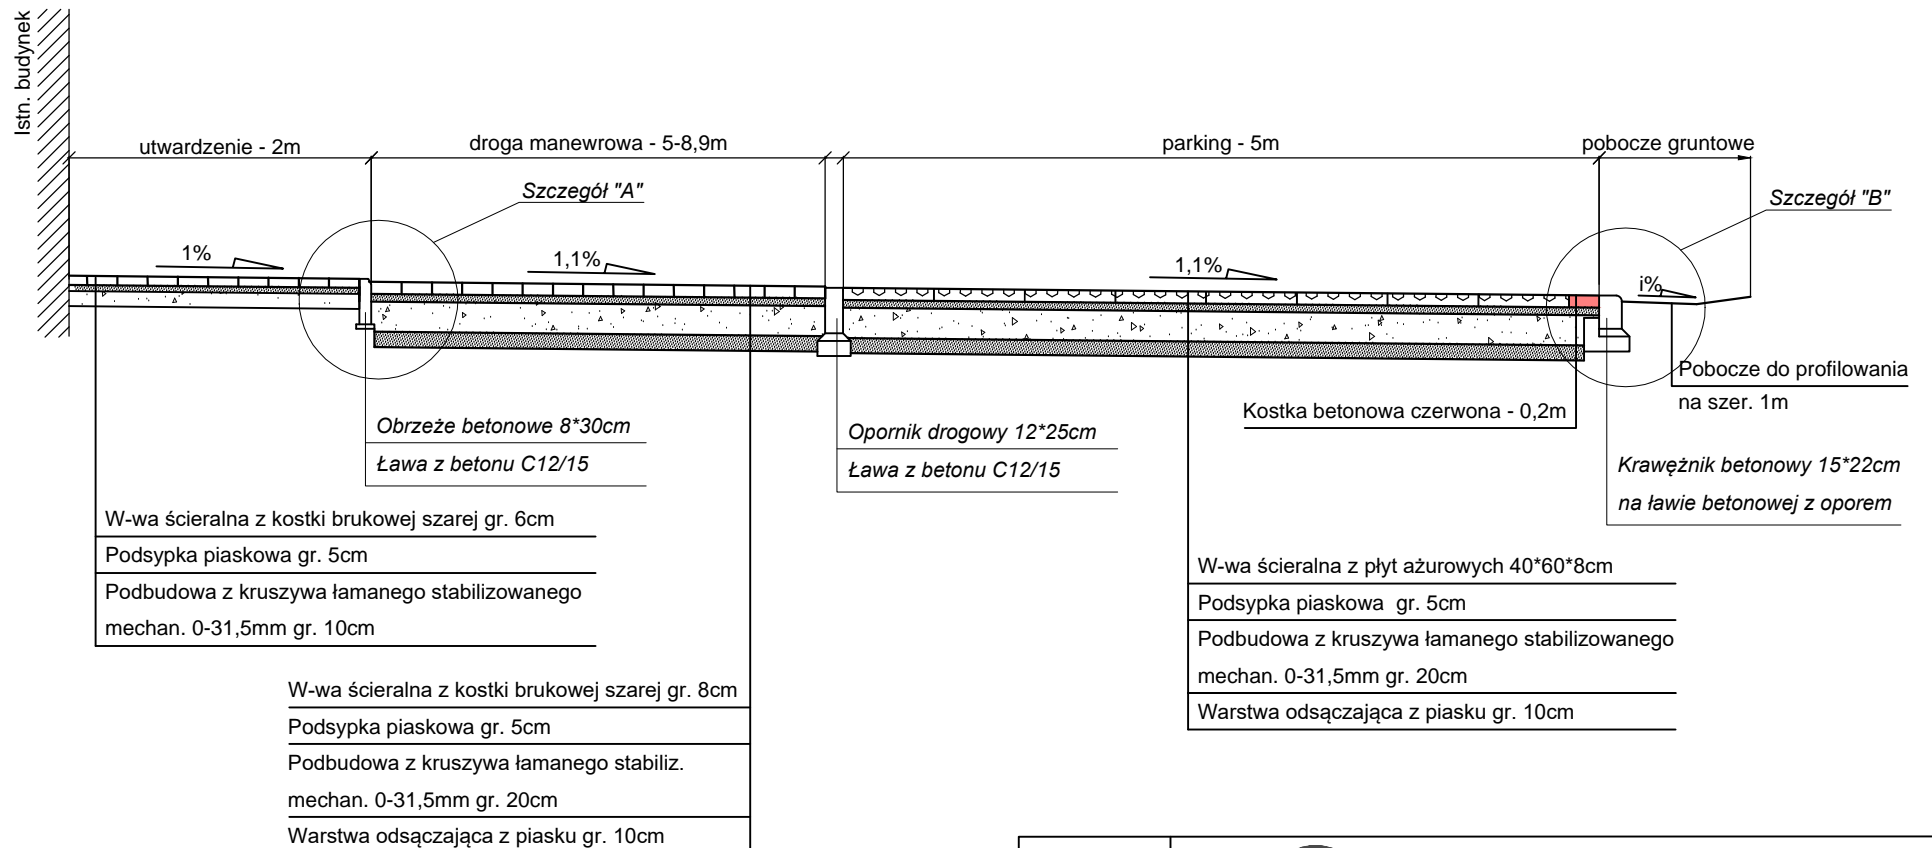 Istn. budynek
utwardzenie - 2m
droga manewrowa - 5-8,9m
parking - 5m
pobocze gruntowe
Szczegół "A"
Szczegół "B"
1%
1,1%
1,1%
i%
Pobocze do profilowania
na szer. 1m
Kostka betonowa czerwona - 0,2m
Obrzeże betonowe 8*30cm
Ława z betonu C12/15
Opornik drogowy 12*25cm
Ława z betonu C12/15
Krawężnik betonowy 15*22cm
na ławie betonowej z oporem
W-wa ścieralna z kostki brukowej szarej gr. 6cm
Podsypka piaskowa gr. 5cm
Podbudowa z kruszywa łamanego stabilizowanego
mechan. 0-31,5mm gr. 10cm
W-wa ścieralna z płyt ażurowych 40*60*8cm
Podsypka piaskowa gr. 5cm
Podbudowa z kruszywa łamanego stabilizowanego
mechan. 0-31,5mm gr. 20cm
Warstwa odsączająca z piasku gr. 10cm
W-wa ścieralna z kostki brukowej szarej gr. 8cm
Podsypka piaskowa gr. 5cm
Podbudowa z kruszywa łamanego stabiliz.
mechan. 0-31,5mm gr. 20cm
Warstwa odsączająca z piasku gr. 10cm